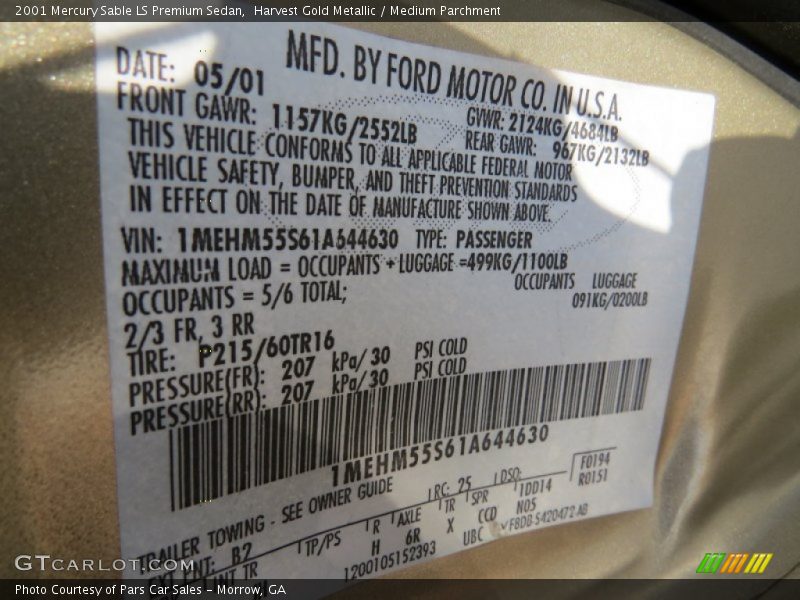 2001 Mercury Sable LS Premium Sedan, Harvest Gold Metallic / Medium Parchment
DATE: 05/01 MFD. BY FORD MOTOR CO. IN U.S.A.
FRONT GAWR: 1157KG/2552LB GVWR: 2124KG/4684LB
REAR GAWR: 967KG/2132LB
THIS VEHICLE CONFORMS TO ALL APPLICABLE FEDERAL MOTOR
VEHICLE SAFETY, BUMPER, AND THEFT PREVENTION STANDARDS
IN EFFECT ON THE DATE OF MANUFACTURE SHOWN ABOVE.
VIN: 1MEHM55S61A644630 TYPE: PASSENGER
MAXIMUM LOAD = OCCUPANTS + LUGGAGE =499KG/1100LB
OCCUPANTS = 5/6 TOTAL; OCCUPANTS LUGGAGE
091KG/0200LB
2/3 FR, 3 RR
TIRE: P215/60TR16
PRESSURE(FR): 207 kPa/30 PSI COLD
PRESSURE(RR): 207 kPa/30 PSI COLD
1MEHM55S61A644630
TRAILER TOWING - SEE OWNER GUIDE
RC: 25 DSO: F0194
R0151
EXT PNT: B2 TP/PS R AXLE TR SPR 1DD14
INT TR H 6R X CCD N05
1200105152393 UBC F8DB-5420472-AB
GTCARLOT.COM
Photo Courtesy of Pars Car Sales – Morrow, GA